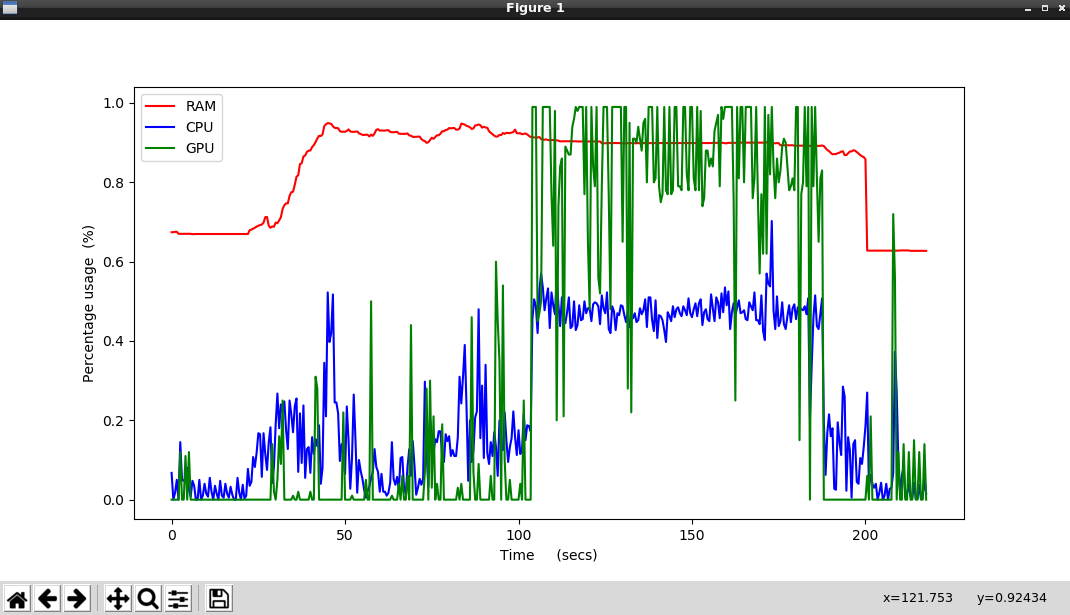 Figure 1
RAM
CPU
GPU
1.0
0.8
0.6
0.4
0.2
0.0
Percentage usage (%)
0 50 100 150 200
Time (secs)
x=121.753 y=0.92434